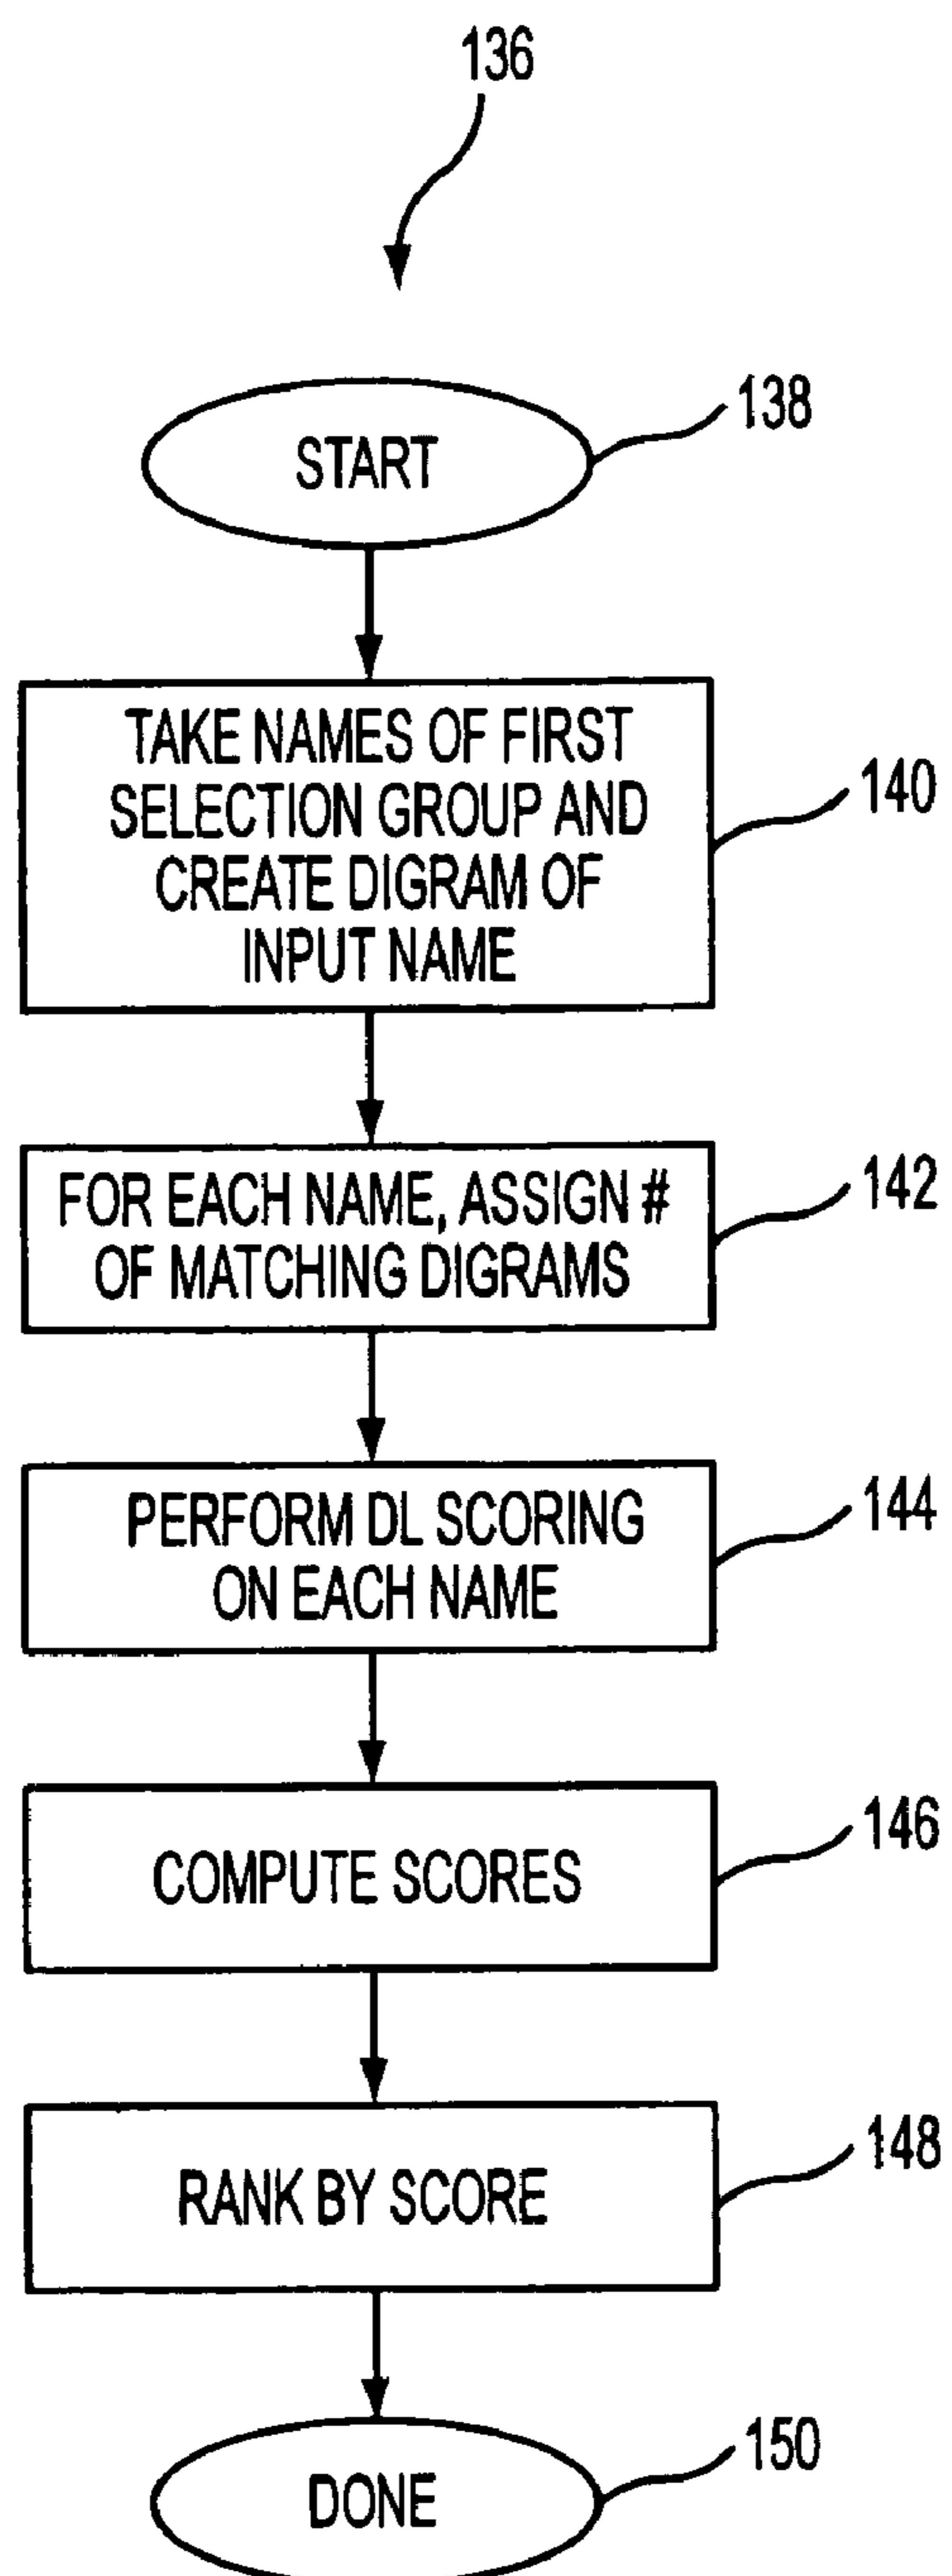 136
START
138
TAKE NAMES OF FIRST
SELECTION GROUP AND
CREATE DIGRAM OF
INPUT NAME
140
FOR EACH NAME, ASSIGN #
OF MATCHING DIGRAMS
142
PERFORM DL SCORING
ON EACH NAME
144
COMPUTE SCORES
146
RANK BY SCORE
148
DONE
150